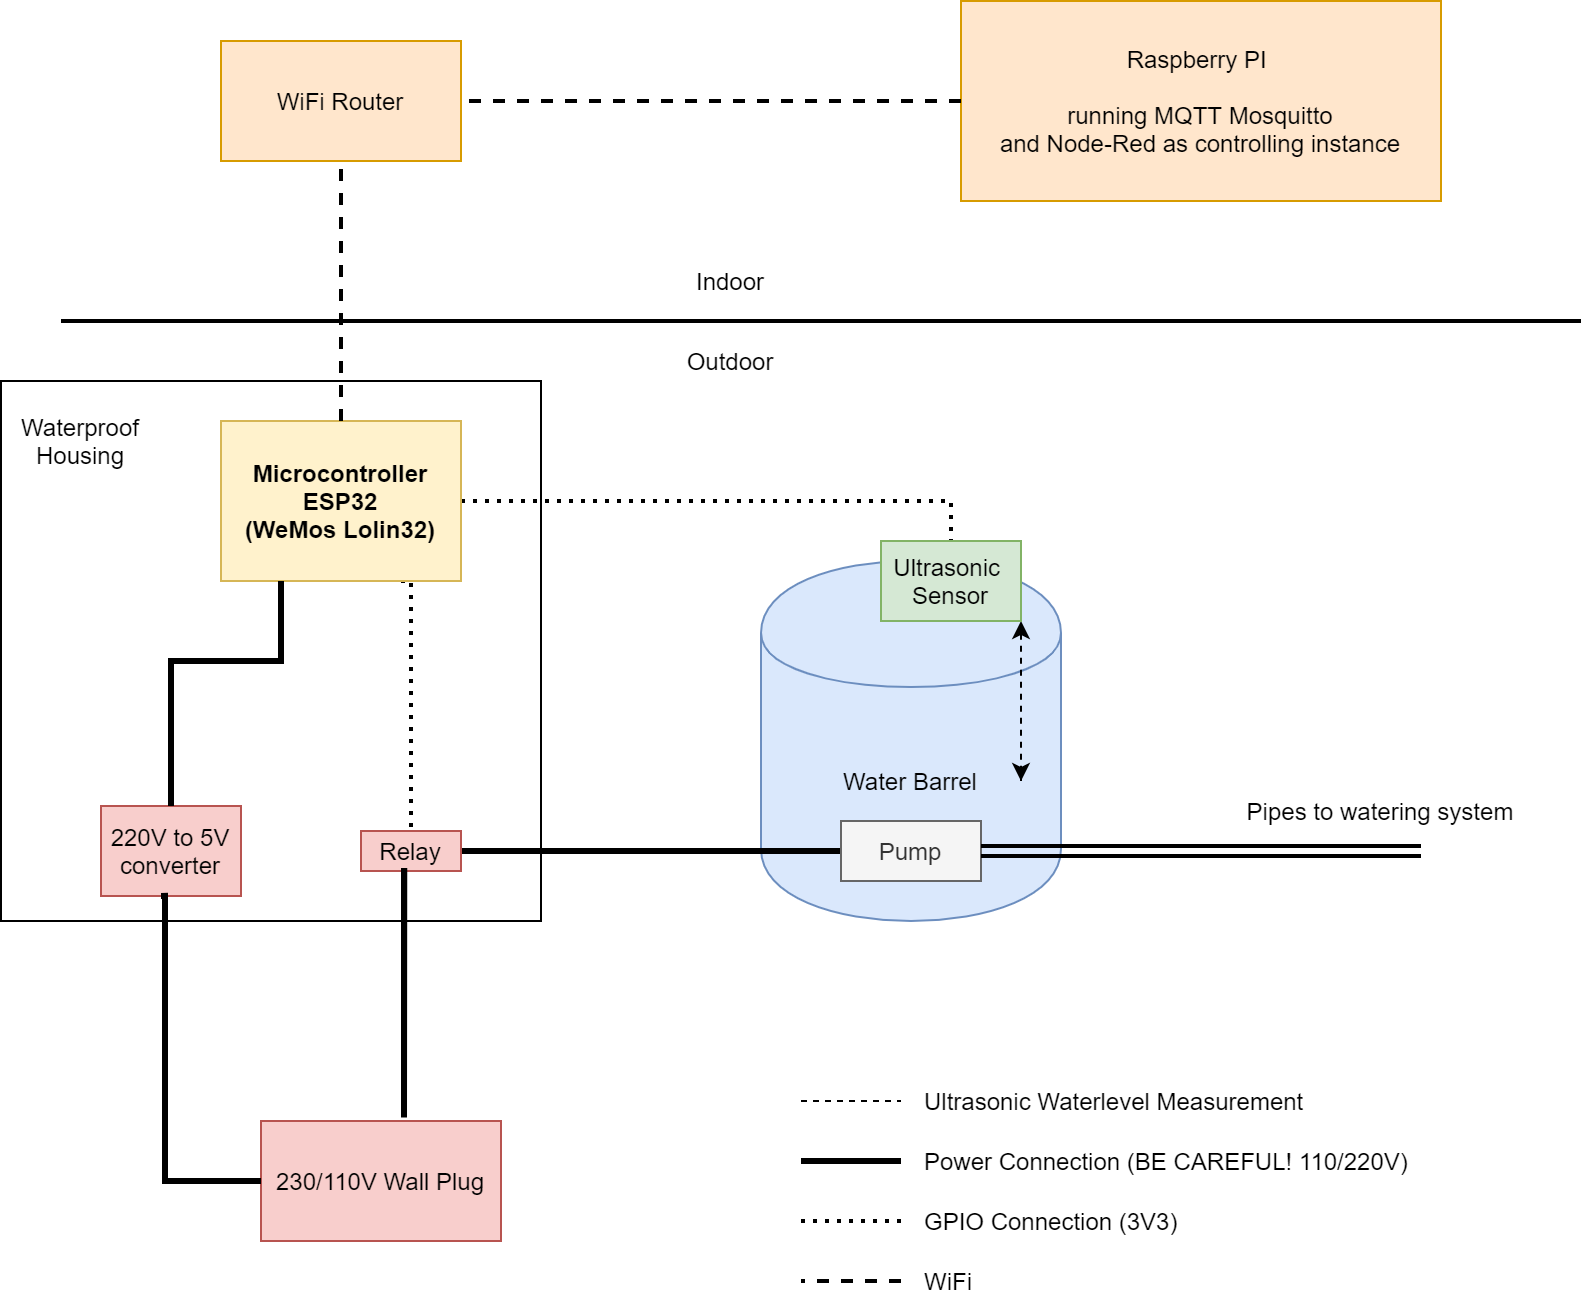 Raspberry PI
WiFi Router
running MQTT Mosquitto
and Node-Red as controlling instance
Indoor
Outdoor
Waterproof
Housing
Microcontroller
ESP32
(WeMos Lolin32)
Ultrasonic
Sensor
Water Barrel
Pipes to watering system
220V to 5V
converter
Relay
Pump
230/110V Wall Plug
Ultrasonic Waterlevel Measurement
Power Connection (BE CAREFUL! 110/220V)
GPIO Connection (3V3)
WiFi